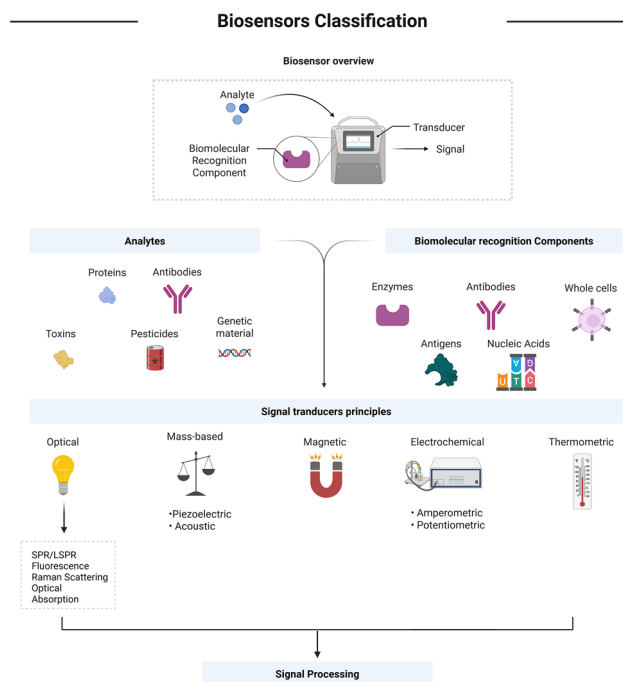 Biosensors Classification
Biosensor overview
Analyte
Biomolecular
Recognition
Component
Transducer
Signal
Analytes
Proteins
Antibodies
Toxins
Pesticides
Genetic
material
Biomolecular recognition Components
Enzymes
Antibodies
Whole cells
Antigens
Nucleic Acids
A G
U T C C
Signal tranducers principles
Optical
Mass-based
•Piezoelectric
• Acoustic
Magnetic
Electrochemical
• Amperometric
• Potentiometric
Thermometric
SPR/LSPR
Fluorescence
Raman Scattering
Optical
Absorption
Signal Processing